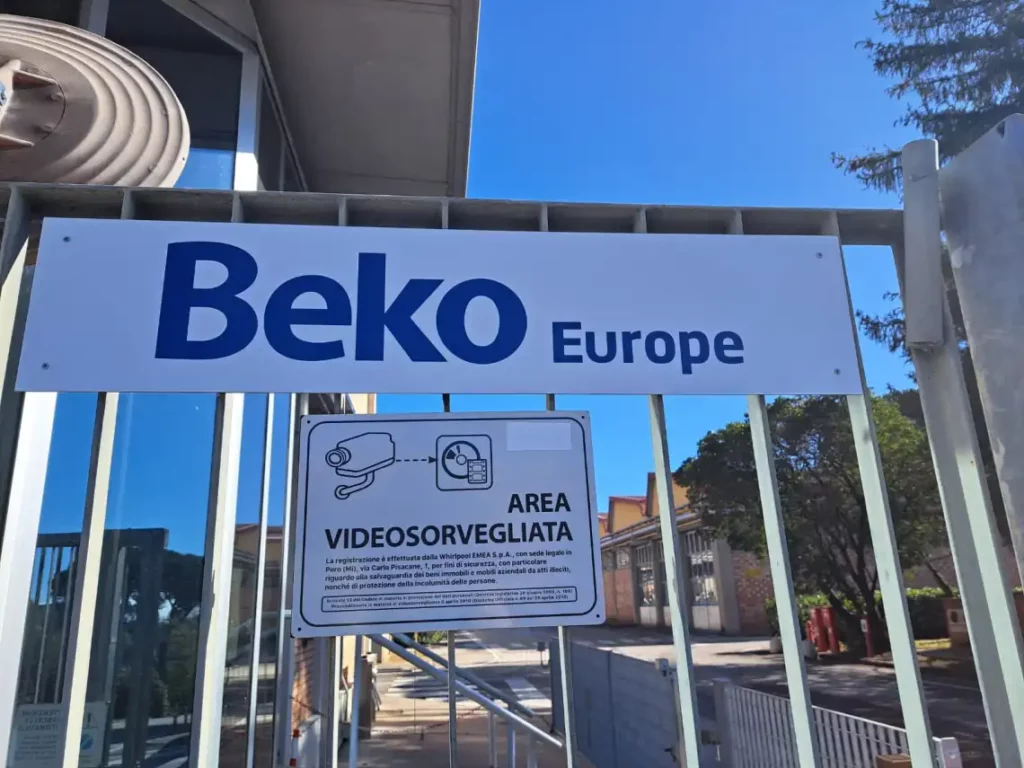 Beko Europe
AREA
VIDEOSORVEGLIATA
La registrazione è effettuata dalla Whirlpool EMEA S.p.A., con sede legale in
Pero (MI), via Carlo Pisacane, 1, per fini di sicurezza, con particolare
riguardo alla salvaguardia dei beni immobili e mobili aziendali da atti illeciti,
nonché di protezione della incolumità delle persone.